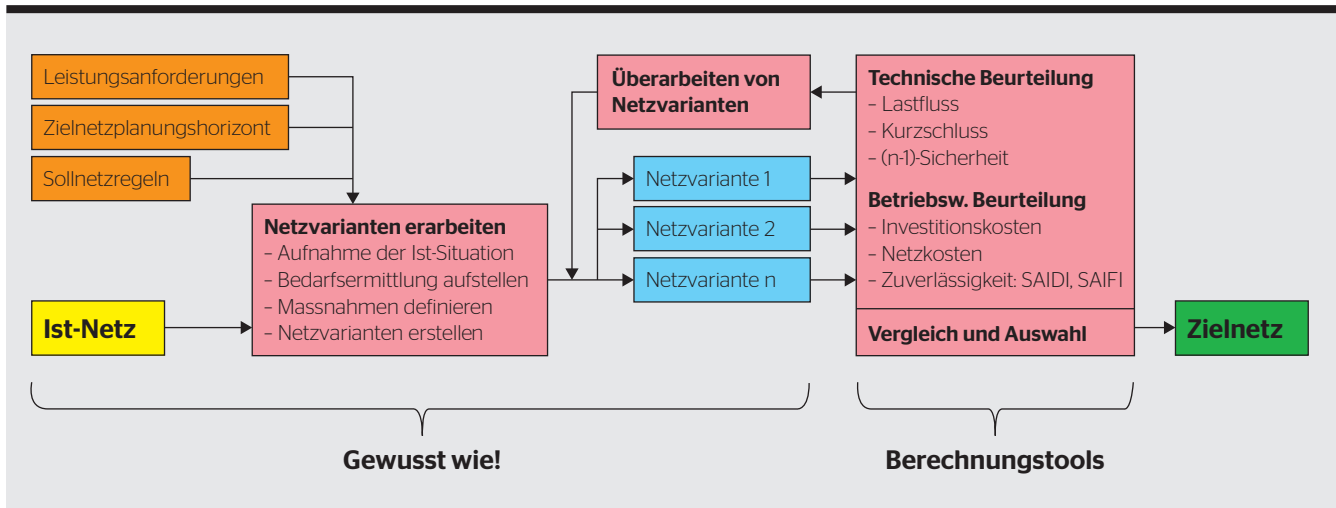 Leistungsanforderungen
Zielnetzplanungshorizont
Sollnetzregeln
Ist-Netz
Netzvarianten erarbeiten
– Aufnahme der Ist-Situation
– Bedarfsermittlung aufstellen
– Massnahmen definieren
– Netzvarianten erstellen
Überarbeiten von
Netzvarianten
Netzvariante 1
Netzvariante 2
Netzvariante n
Technische Beurteilung
– Lastfluss
– Kurzschluss
– (n-1)-Sicherheit
Betriebsw. Beurteilung
– Investitionskosten
– Netzkosten
– Zuverlässigkeit: SAIDI, SAIFI
Vergleich und Auswahl
Zielnetz
Gewusst wie!
Berechnungstools